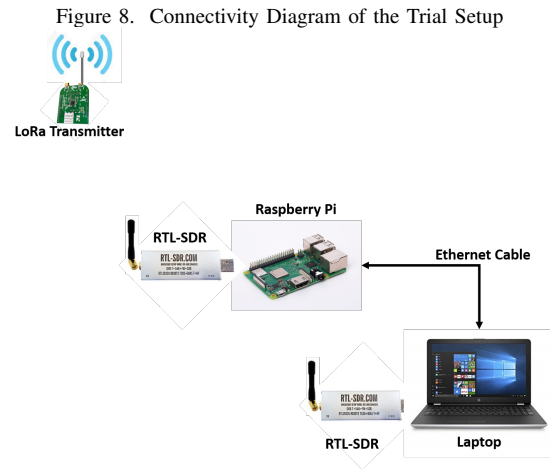 Figure 8. Connectivity Diagram of the Trial Setup
LoRa Transmitter
Raspberry Pi
RTL-SDR
RTL-SDR.COM
Ethernet Cable
RTL-SDR.COM
RTL-SDR
Laptop